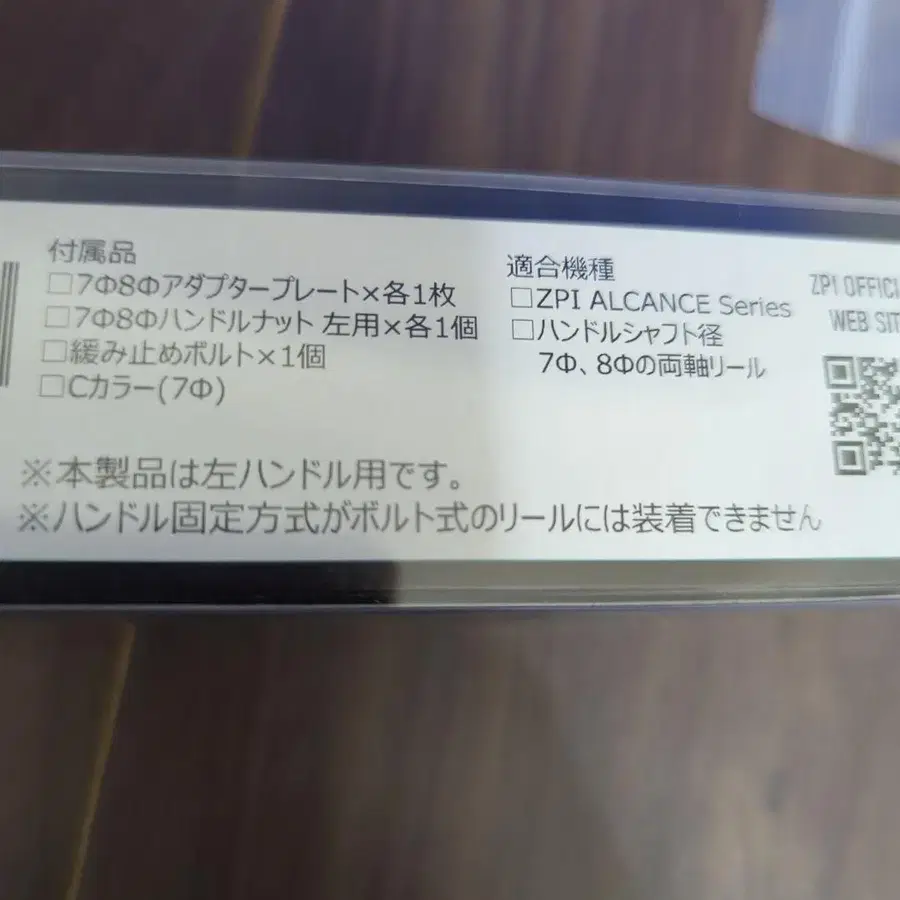 付属品
□7Φ8Φアダプタープレート×各1枚
□7Φ8Φハンドルナット 左用×各1個
□緩み止めボルト×1個
□Cカラー(7Φ)
適合機種
□ZPI ALCANCE Series
□ハンドルシャフト径
7Φ、8Φの両軸リール
ZPI OFFICI
WEB SIT
※本製品は左ハンドル用です。
※ハンドル固定方式がボルト式のリールには装着できません